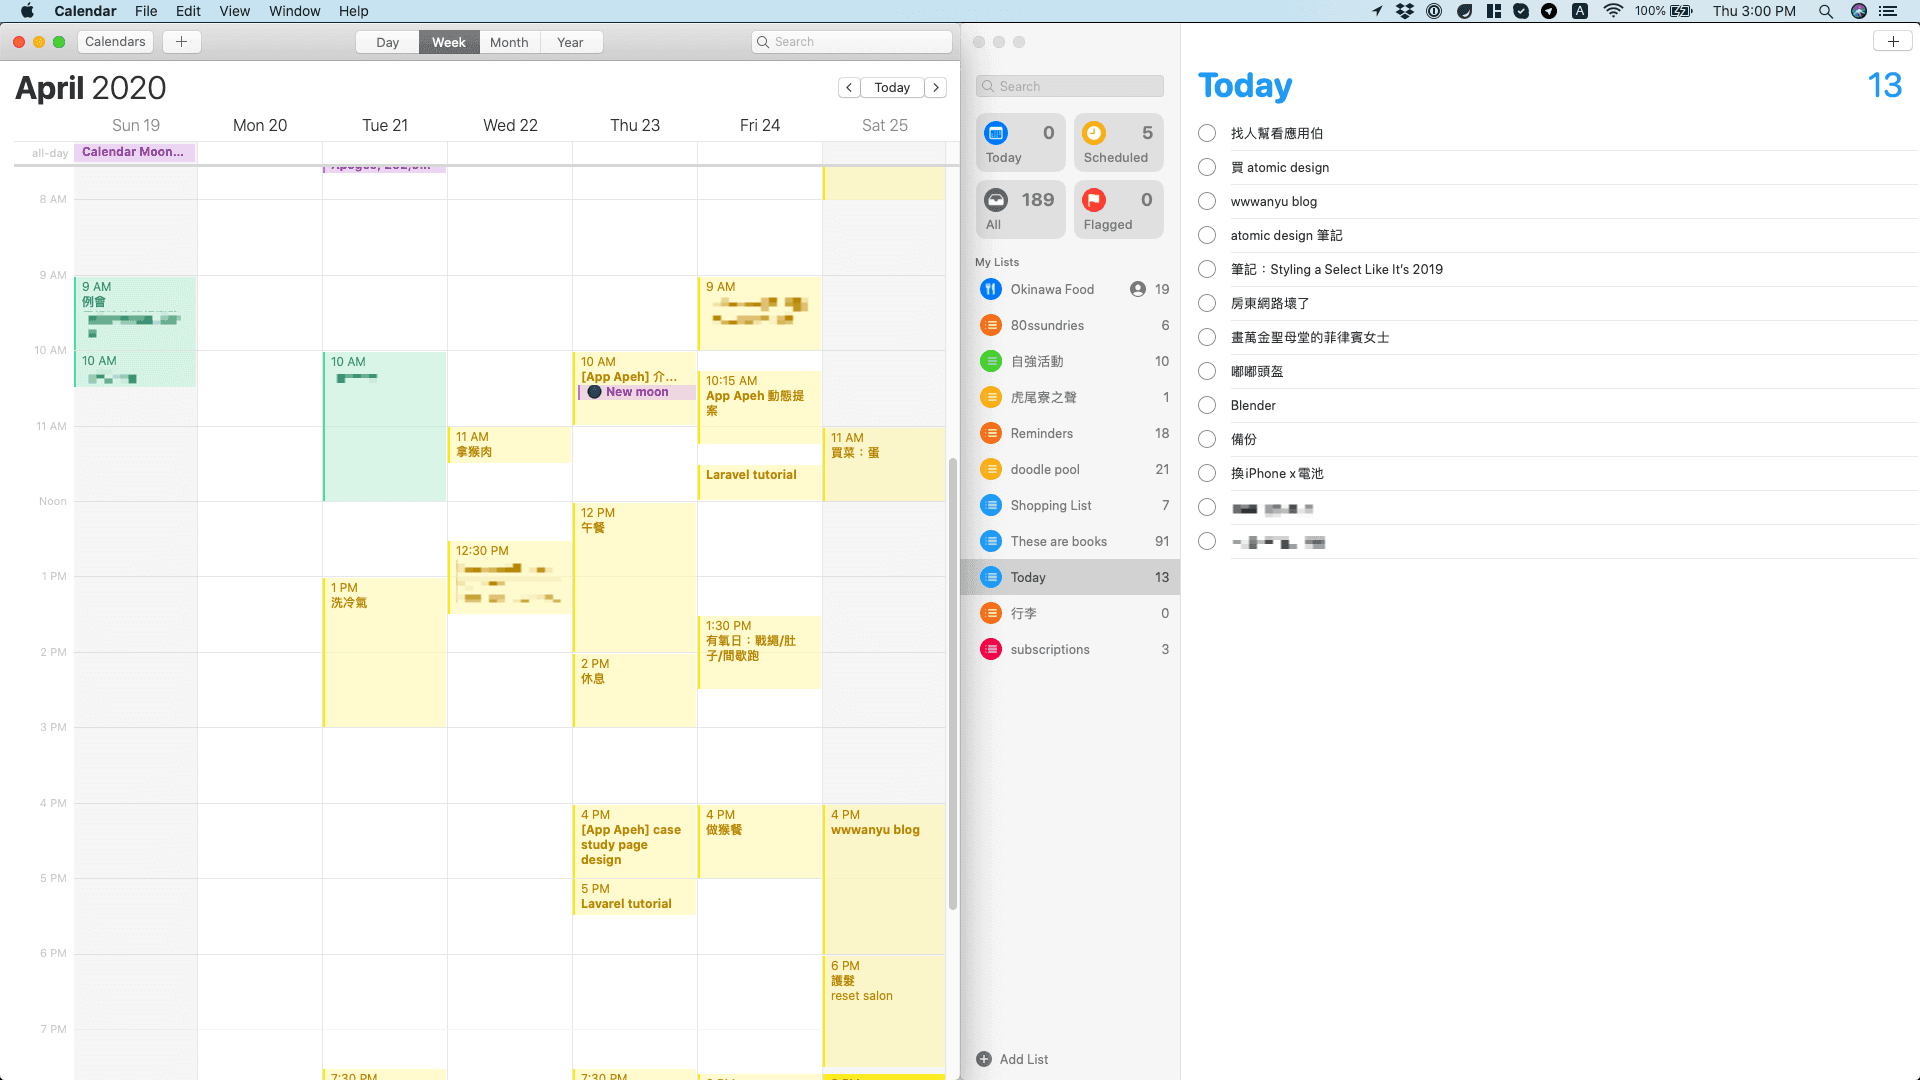 Calendar File Edit View Window Help
100% Thu 3:00 PM
Calendars Day Week Month Year Search
April 2020
Today
Sun 19 Mon 20 Tue 21 Wed 22 Thu 23 Fri 24 Sat 25
all-day Calendar Moon...
8 AM
9 AM
10 AM
11 AM
Noon
1 PM
2 PM
3 PM
4 PM
5 PM
6 PM
7 PM
9 AM
例會
10 AM
10 AM
1 PM
洗冷氣
7:30 PM
11 AM
拿猴肉
12:30 PM
10 AM
[App Apeh] 介...
New moon
12 PM
午餐
2 PM
休息
4 PM
[App Apeh] case
study page
design
5 PM
Lavarel tutorial
7:30 PM
9 AM
10:15 AM
App Apeh 動態提
案
Laravel tutorial
1:30 PM
有氧日：戰繩/肚
子/間歇跑
4 PM
做猴餐
11 AM
買菜：蛋
4 PM
wwwanyu blog
6 PM
護髮
reset salon
Search
0
Today
5
Scheduled
189
All
0
Flagged
My Lists
Okinawa Food 19
80ssundries 6
自強活動 10
虎尾寮之聲 1
Reminders 18
doodle pool 21
Shopping List 7
These are books 91
Today 13
行李 0
subscriptions 3
Add List
Today 13
找人幫看應用伯
買 atomic design
wwwanyu blog
atomic design 筆記
筆記：Styling a Select Like It's 2019
房東網路壞了
畫萬金聖母堂的菲律賓女士
嘟嘟頭盔
Blender
備份
換iPhone x電池